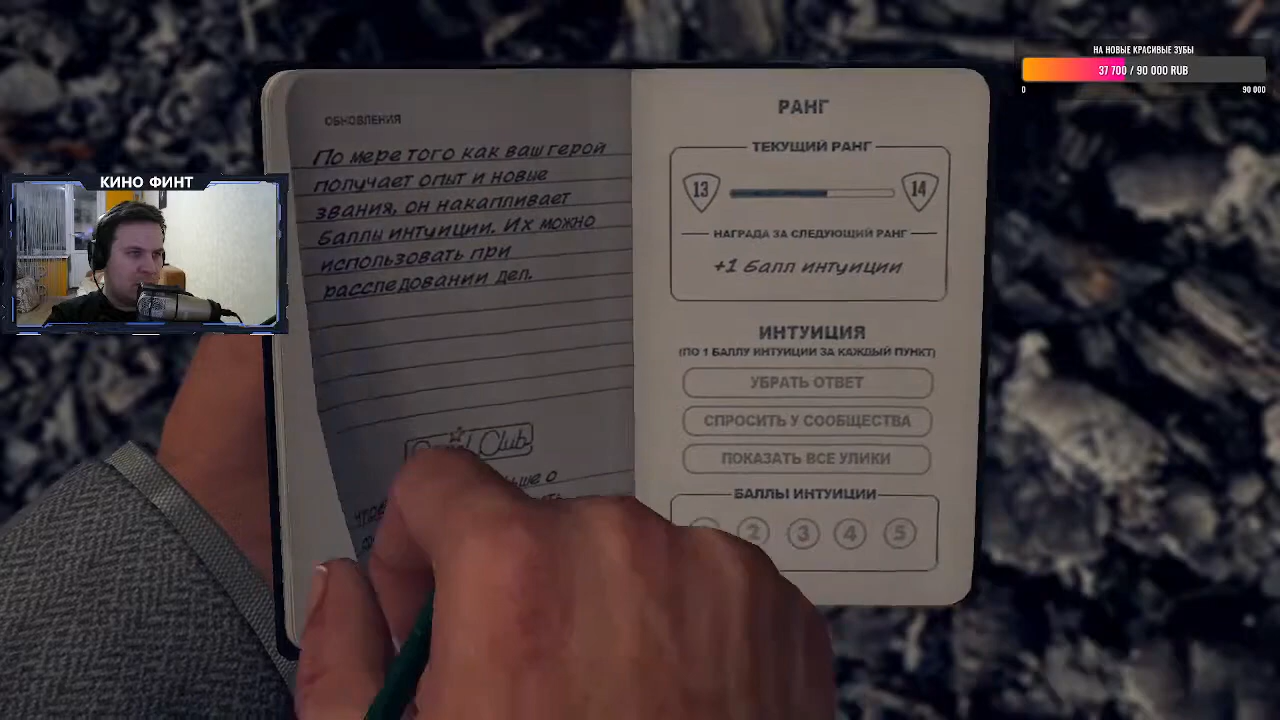 НА НОВЫЕ КРАСИВЫЕ ЗУБЫ
37 700 / 90 000 RUB
0
90 000
КИНО ФИНТ
ОБНОВЛЕНИЯ
По мере того как ваш герой
получает опыт и новые
звания, он накапливает
баллы интуиции. Их можно
использовать при
расследовании дел.
Club
РАНГ
ТЕКУЩИЙ РАНГ
13
14
НАГРАДА ЗА СЛЕДУЮЩИЙ РАНГ
+1 Балл интуиции
ИНТУИЦИЯ
(ПО 1 БАЛЛУ ИНТУИЦИИ ЗА КАЖДЫЙ ПУНКТ)
УБРАТЬ ОТВЕТ
СПРОСИТЬ У СООБЩЕСТВА
ПОКАЗАТЬ ВСЕ УЛИКИ
БАЛЛЫ ИНТУИЦИИ
2 3 4 5